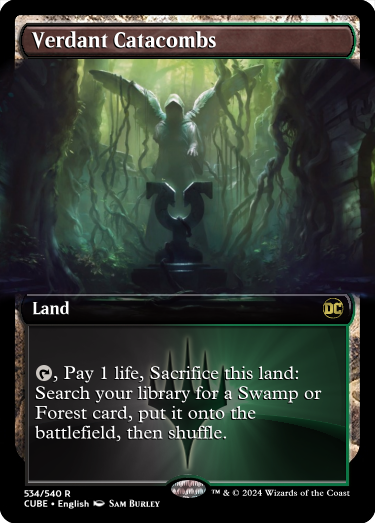 Verdant Catacombs
Land
DC
, Pay 1 life, Sacrifice this land:
Search your library for a Swamp or
Forest card, put it onto the
battlefield, then shuffle.
534/540 R
CUBE • English Sam Burley
™ & © 2024 Wizards of the Coast